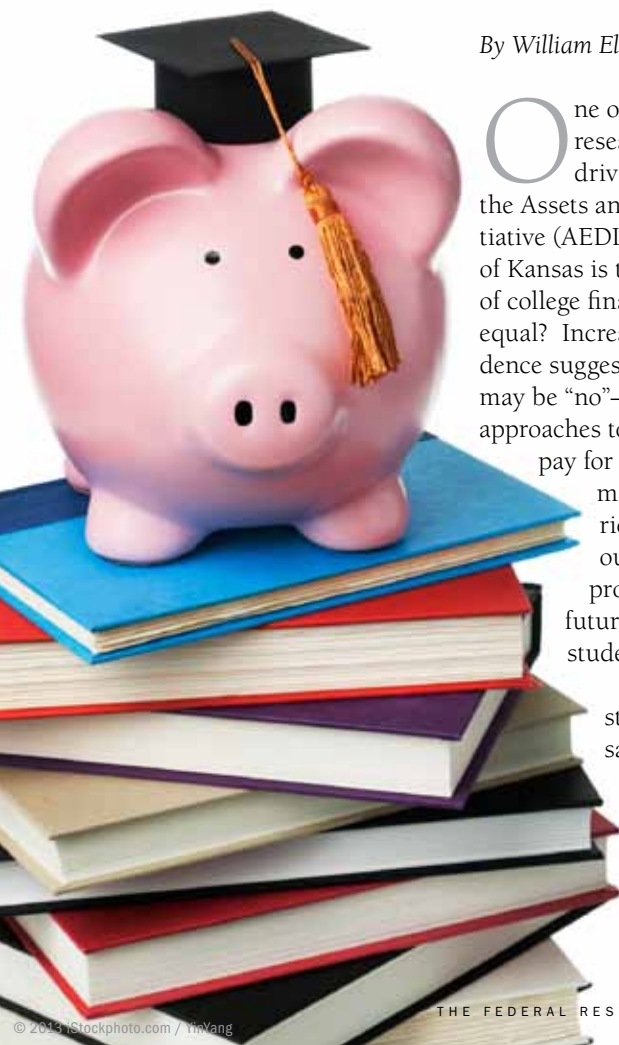 By William El
One o
rese
driv
the Assets an
tiative (AEDI
of Kansas is t
of college fina
equal? Increa
dence sugges
may be “no”—
approaches to
pay for
m
ric
ou
pro
futur
stude
st
sa
THE FEDERAL RES
© 2013 iStockphoto.com / YinYang